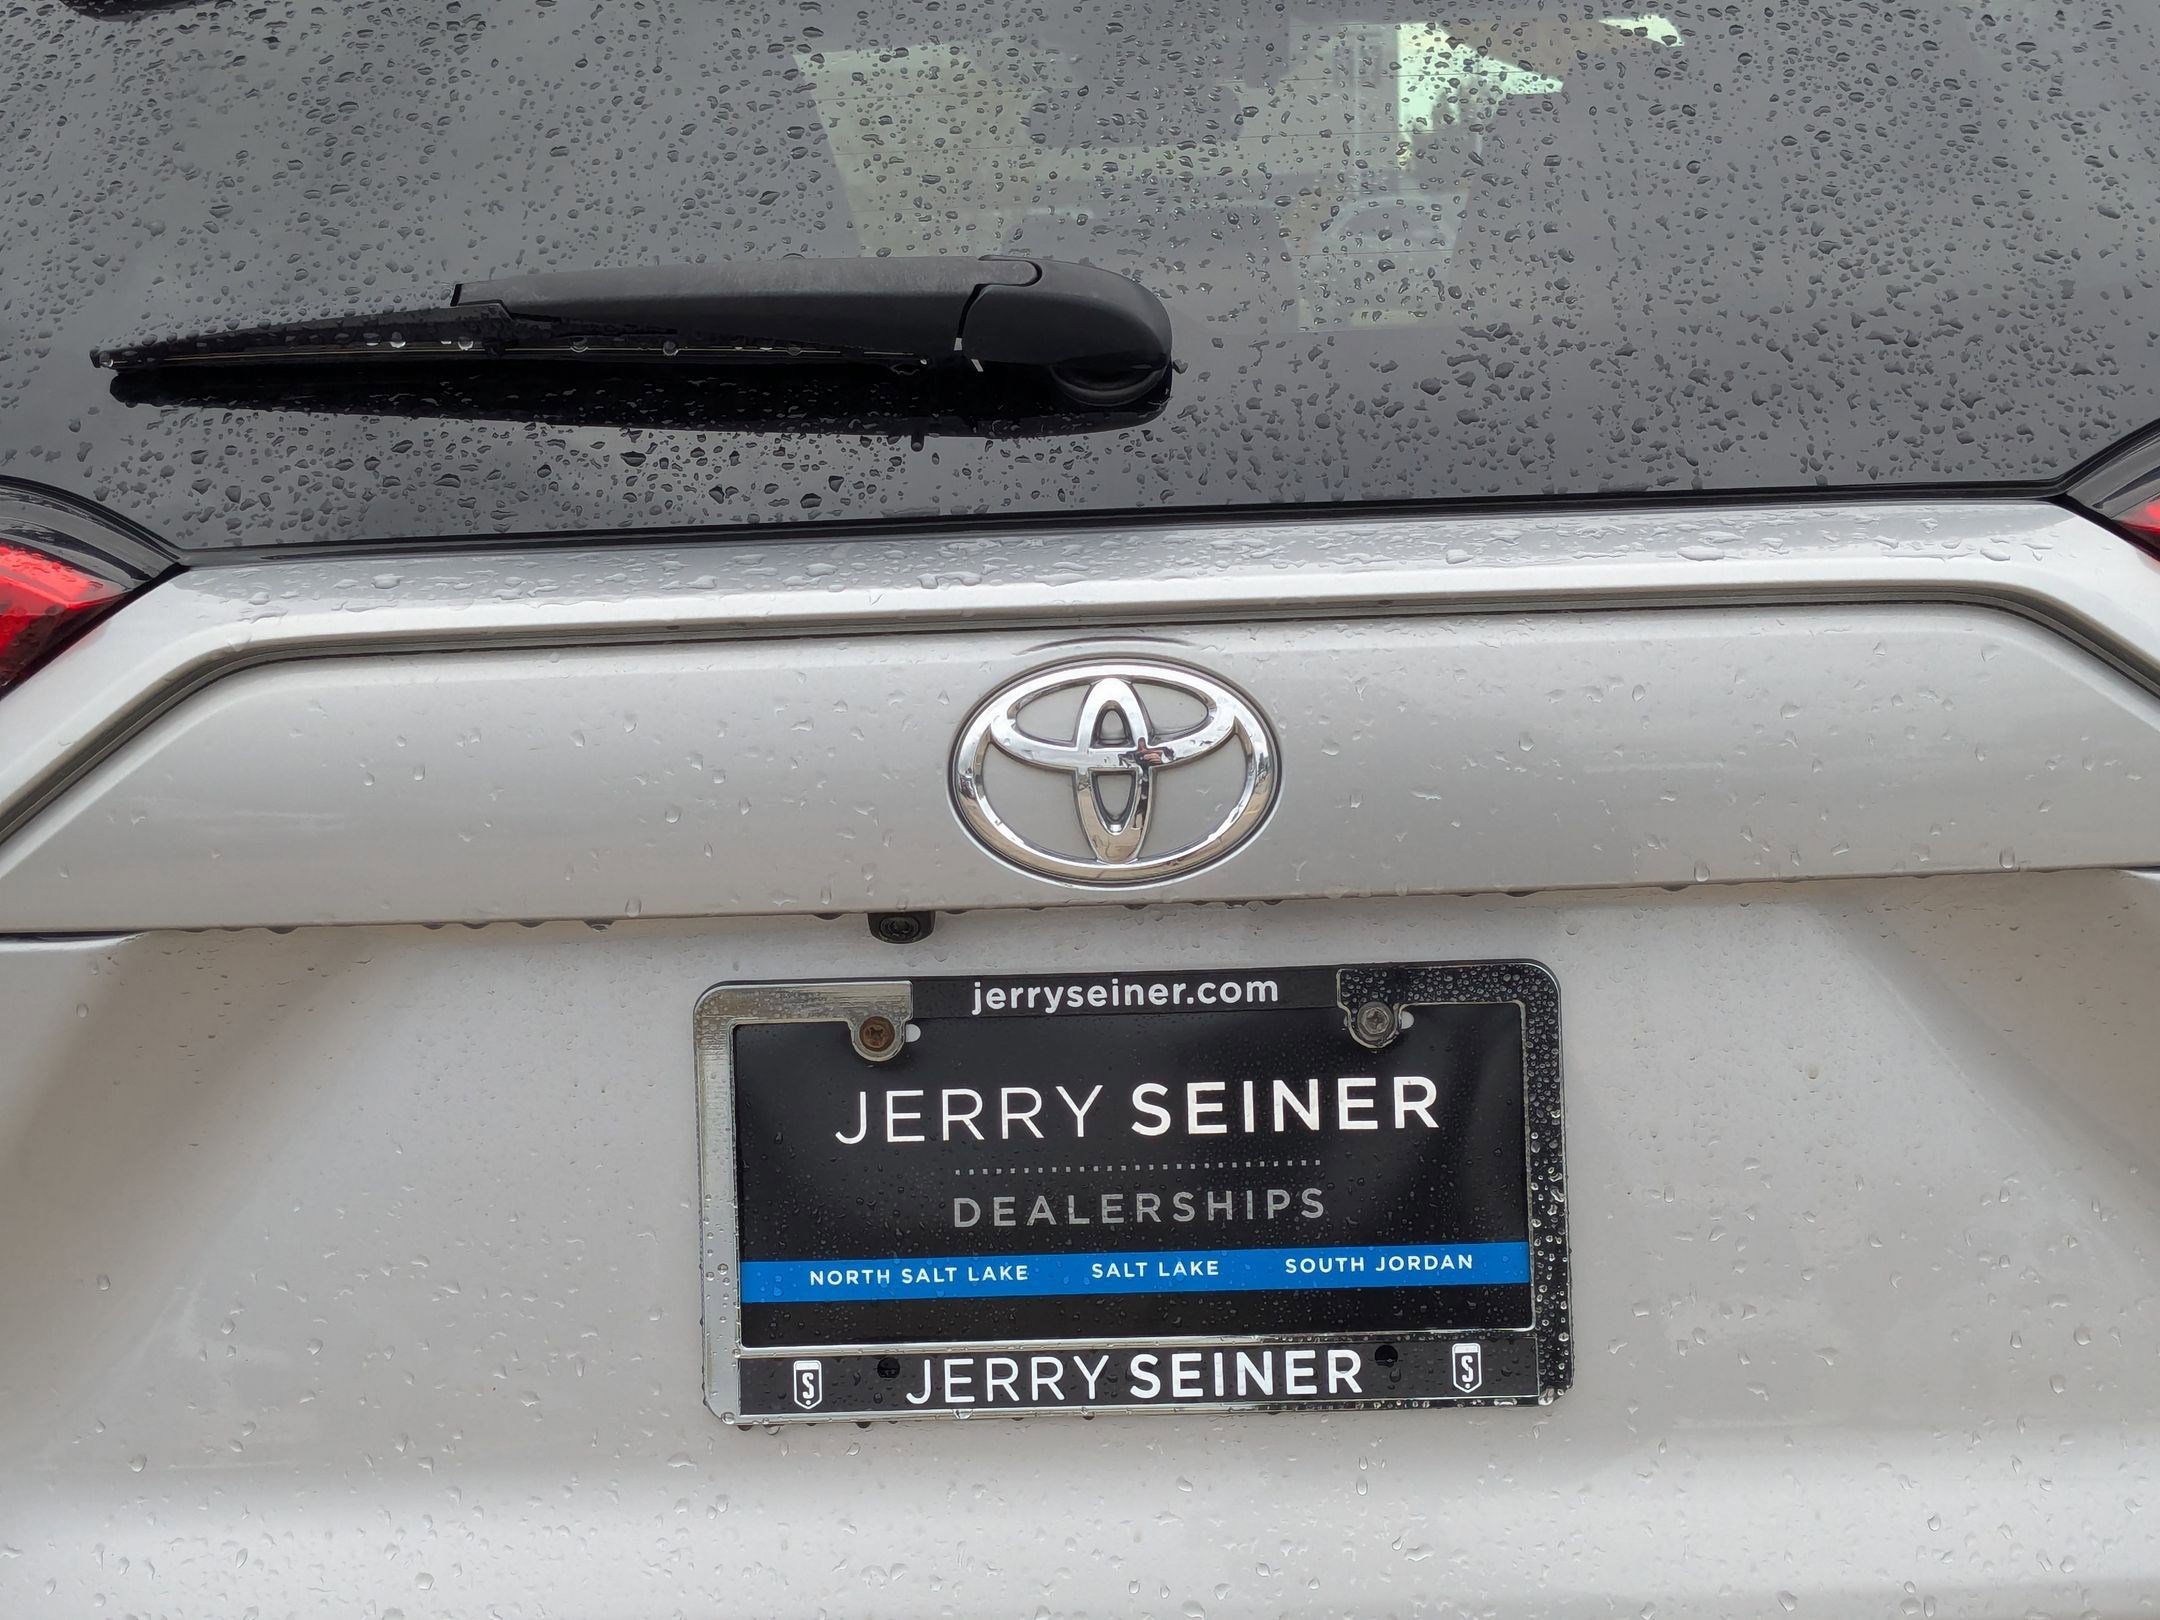 jerryseiner.com
JERRY SEINER
DEALERSHIPS
NORTH SALT LAKE SALT LAKE SOUTH JORDAN
S JERRY SEINER S